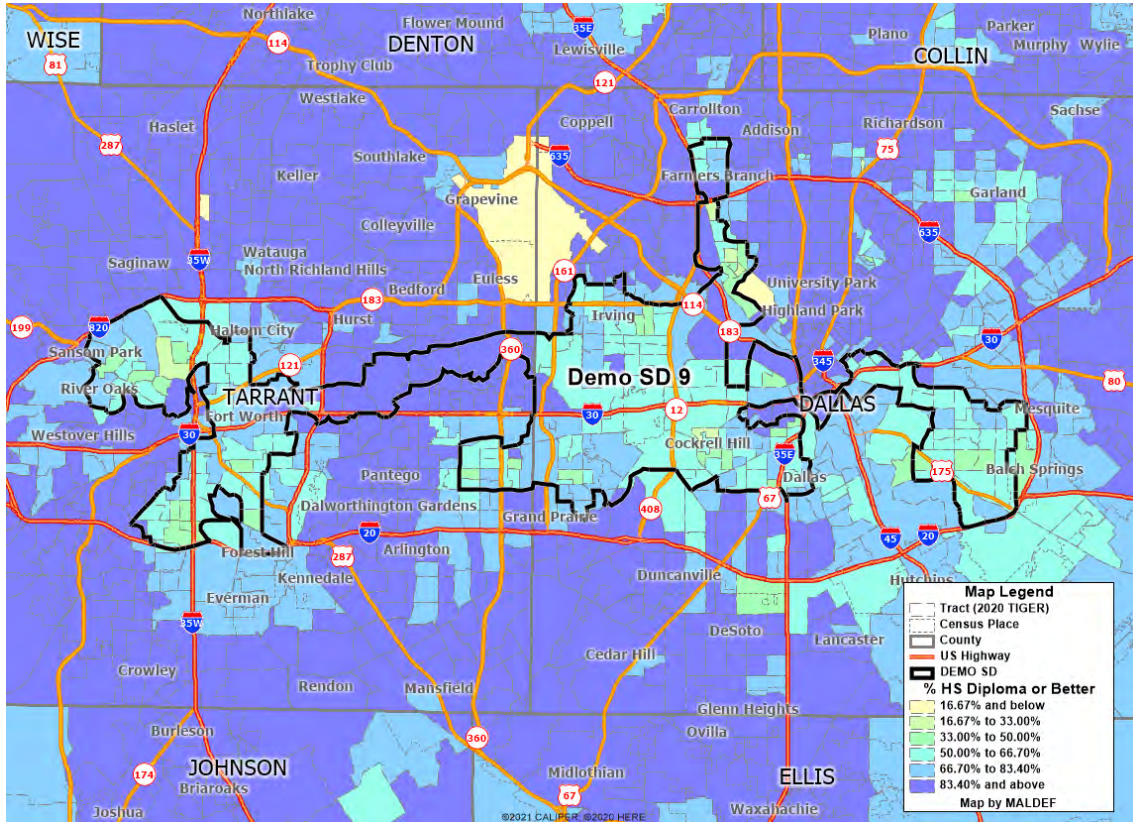 Northlake
Parker
WISE
Flower Mound
35E
Plano
Murphy
Wylie
DENTON
114
Lewisville
COLLIN
81
Trophy Club
121
Westlake
Carrollton
Sachse
Haslet
Coppell
Addison
Richardson
287
75
Southlake
635
Keller
Farmers Branch
Garland
Grapevine
Colleyville
635
Watauga
35W
161
Saginaw
North Richland Hills
Euless
University Park
Bedford
183
114
Highland Park
Irving
199
820
Hurst
Haltom City
183
30
Sansom Park
121
360
345
River Oaks
Demo SD 9
80
TARRANT
DALLAS
Fort Worth
30
12
Mesquite
Westover Hills
30
Cockrell Hill
35E
Pantego
Dallas
175
Balch Springs
67
Dalworthington Gardens
Grand Prairie
408
20
Arlington
45
20
Forest Hill
287
Kennedale
Duncanville
Hutchins
Everman
35W
DeSoto
Lancaster
Crowley
Cedar Hill
Rendon
Mansfield
Glenn Heights
Burleson
Ovilla
360
174
JOHNSON
Midlothian
ELLIS
Briaroaks
67
Joshua
Waxahachie
©2021 CALIPER; ©2020 HERE
Map Legend
Tract (2020 TIGER)
Census Place
County
US Highway
DEMO SD
% HS Diploma or Better
16.67% and below
16.67% to 33.00%
33.00% to 50.00%
50.00% to 66.70%
66.70% to 83.40%
83.40% and above
Map by MALDEF